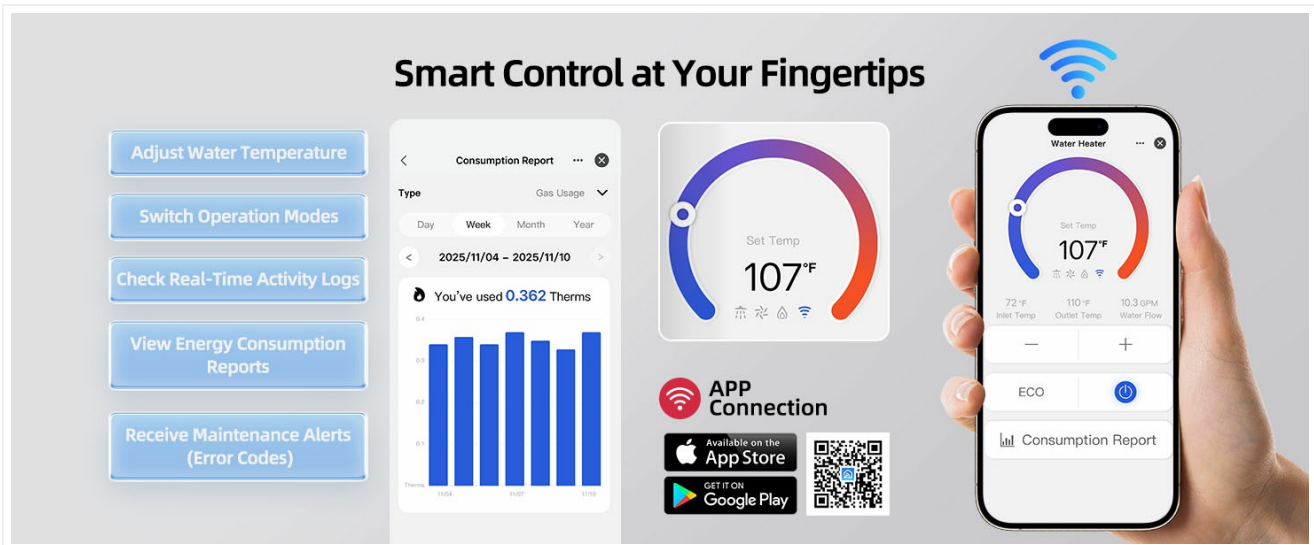 Smart Control at Your Fingertips
Adjust Water Temperature
Switch Operation Modes
Check Real-Time Activity Logs
View Energy Consumption
Reports
Receive Maintenance Alerts
(Error Codes)
Consumption Report
Type
Gas Usage
Day Week Month Year
< 2025/11/04 - 2025/11/10 >
You've used 0.362 Therms
0.4
0.3
0.2
0.1
Therms
11/04 11/07 11/10
Set Temp
107°F
APP
Connection
Available on the
App Store
GET IT ON
Google Play
Water Heater
Set Temp
107°F
72°F 110°F 10.3 GPM
Inlet Temp Outlet Temp Water Flow
− +
ECO
Consumption Report